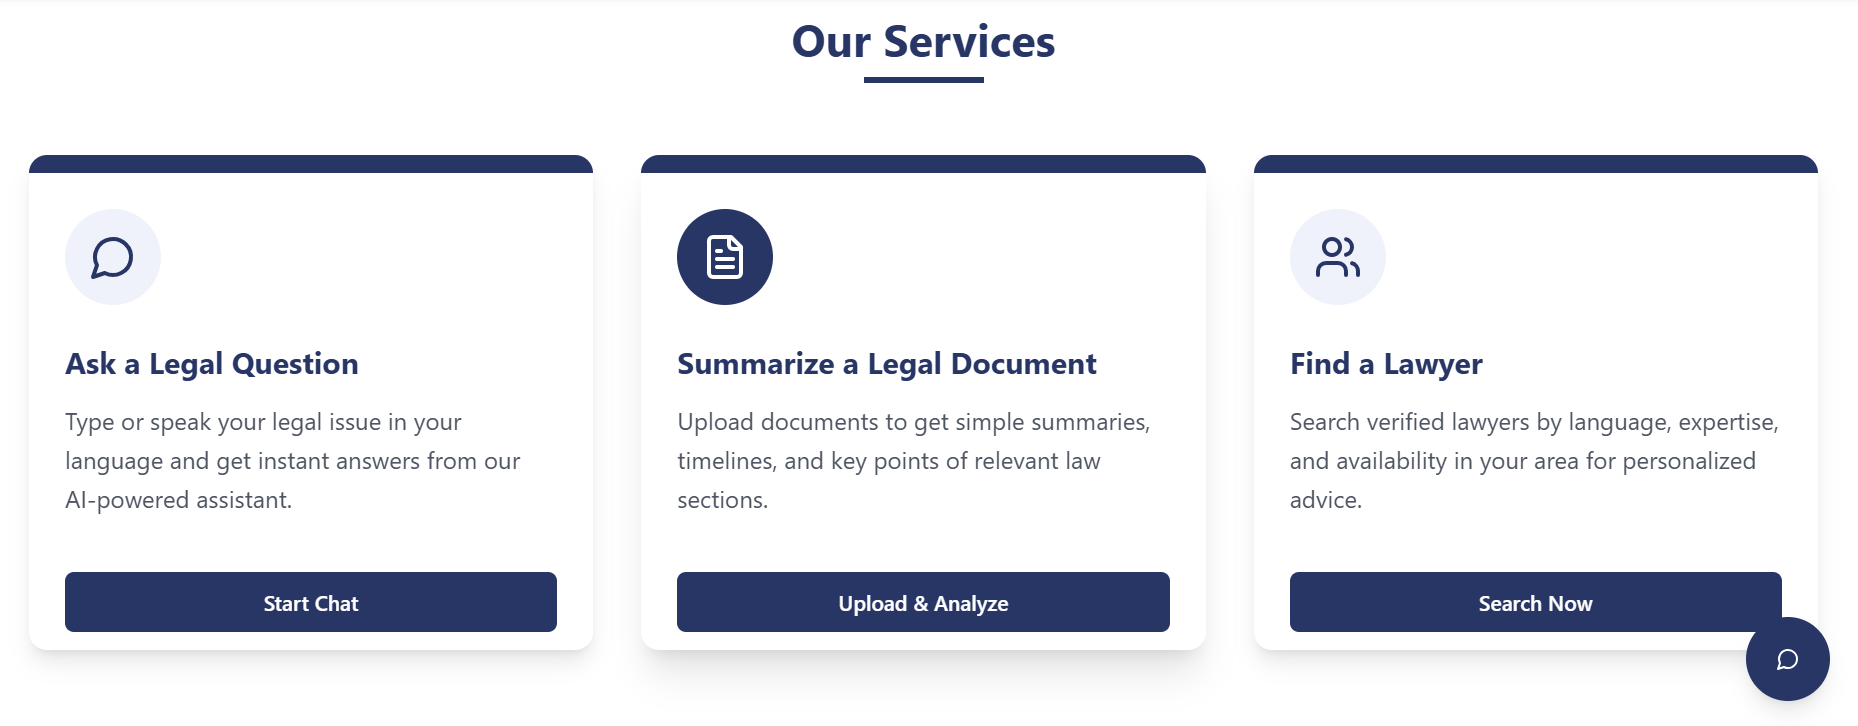 Our Services
Ask a Legal Question
Type or speak your legal issue in your
language and get instant answers from our
AI-powered assistant.
Start Chat
Summarize a Legal Document
Upload documents to get simple summaries,
timelines, and key points of relevant law
sections.
Upload & Analyze
Find a Lawyer
Search verified lawyers by language, expertise,
and availability in your area for personalized
advice.
Search Now